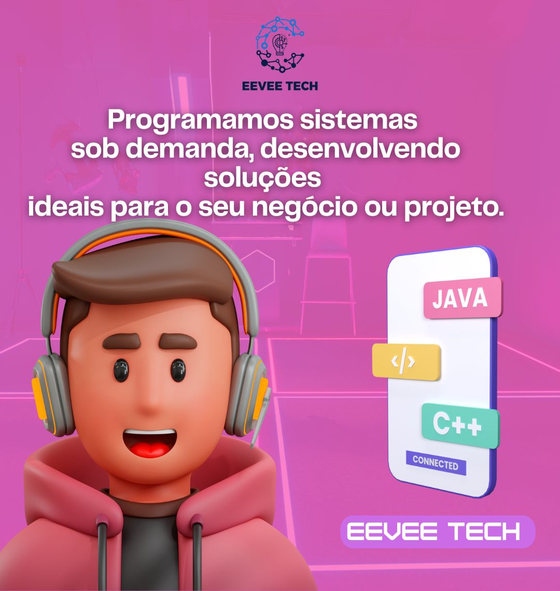 EEVEE TECH
Programamos sistemas
sob demanda, desenvolvendo
soluções
ideais para o seu negócio ou projeto.
JAVA
</>
C++
CONNECTED
EEVEE TECH